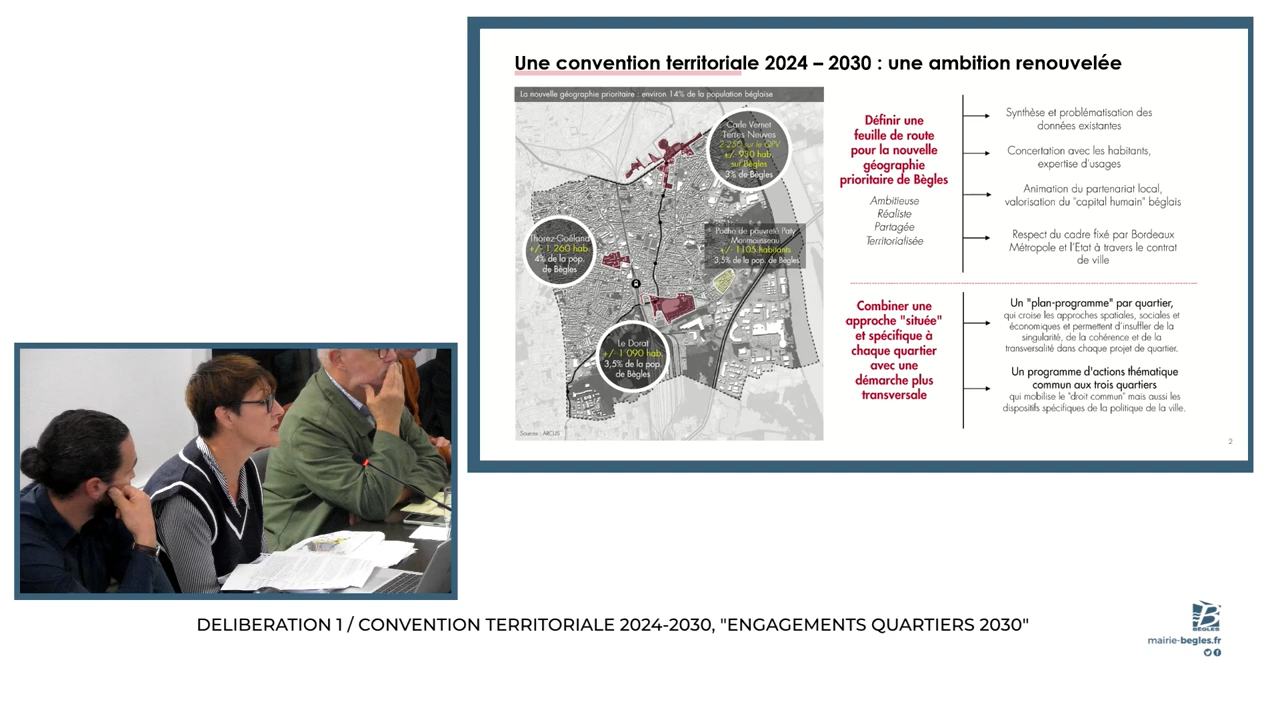 Une convention territoriale 2024 – 2030 : une ambition renouvelée
La nouvelle géographie prioritaire : environ 14% de la population béglaise
Carle Vernet
Terres Neuves
2 250 sur le QPV
+/- 930 hab.
sur Bègles
3% de Bègles
Thorez-Goéland
+/- 1 260 hab.
4% de la pop.
de Bègles
Poche de pauvreté Paty
Monmousseau
+/- 1105 habitants
3,5% de la pop. de Bègles
Le Dorat
+/- 1 090 hab.
3,5% de la pop.
de Bègles
Sources : ARCUS
Définir une
feuille de route
pour la nouvelle
géographie
prioritaire de Bègles
Ambitieuse
Réaliste
Partagée
Territorialisée
Synthèse et problématisation des
données existantes
Concertation avec les habitants,
expertise d'usages
Animation du partenariat local,
valorisation du "capital humain" béglais
Respect du cadre fixé par Bordeaux
Métropole et l'Etat à travers le contrat
de ville
Combiner une
approche "située"
et spécifique à
chaque quartier
avec une
démarche plus
transversale
Un "plan-programme" par quartier,
qui croise les approches spatiales, sociales et
économiques et permettent d'insuffler de la
singularité, de la cohérence et de la
transversalité dans chaque projet de quartier.
Un programme d'actions thématique
commun aux trois quartiers
qui mobilise le "droit commun" mais aussi les
dispositifs spécifiques de la politique de la ville.
2
DELIBERATION 1 / CONVENTION TERRITORIALE 2024-2030, "ENGAGEMENTS QUARTIERS 2030"
B
BÈGLES
mairie-begles.fr